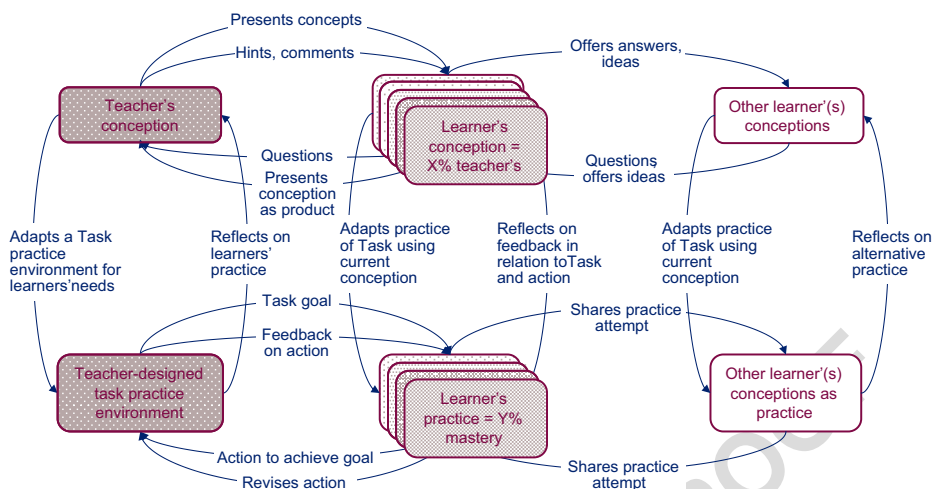 Presents concepts
Hints, comments
Offers answers,
ideas
Teacher's
conception
Learner's
conception =
X% teacher's
Other learner'(s)
conceptions
Questions
Presents
conception
as product
Questions
offers ideas
Adapts a Task
practice
environment for
learners'needs
Reflects on
learners'
practice
Adapts practice
of Task using
current
conception
Reflects on
feedback in
relation toTask
and action
Adapts practice
of Task using
current
conception
Reflects on
alternative
practice
Task goal
Feedback
on action
Shares practice
attempt
Teacher-designed
task practice
environment
Learner's
practice = Y%
mastery
Other learner'(s)
conceptions as
practice
Action to achieve goal
Revises action
Shares practice
attempt